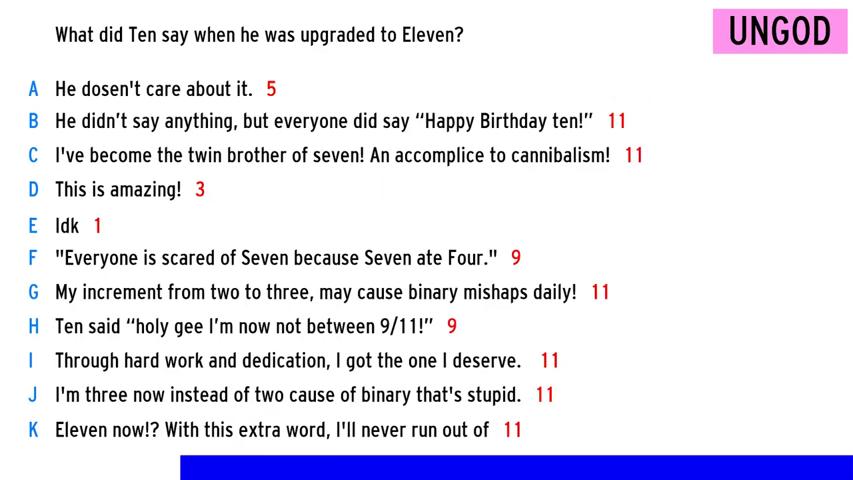 What did Ten say when he was upgraded to Eleven?
UNGOD
A He dosen't care about it. 5
B He didn’t say anything, but everyone did say “Happy Birthday ten!” 11
C I've become the twin brother of seven! An accomplice to cannibalism! 11
D This is amazing! 3
E Idk 1
F "Everyone is scared of Seven because Seven ate Four." 9
G My increment from two to three, may cause binary mishaps daily! 11
H Ten said “holy gee I’m now not between 9/11!” 9
I Through hard work and dedication, I got the one I deserve. 11
J I'm three now instead of two cause of binary that's stupid. 11
K Eleven now!? With this extra word, I'll never run out of 11